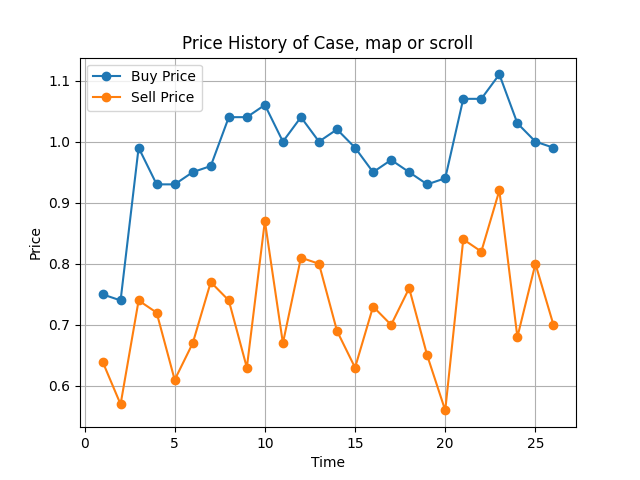 Price History of Case, map or scroll
Buy Price
Sell Price
1.1
1.0
0.9
0.8
0.7
0.6
Price
0 5 10 15 20 25
Time